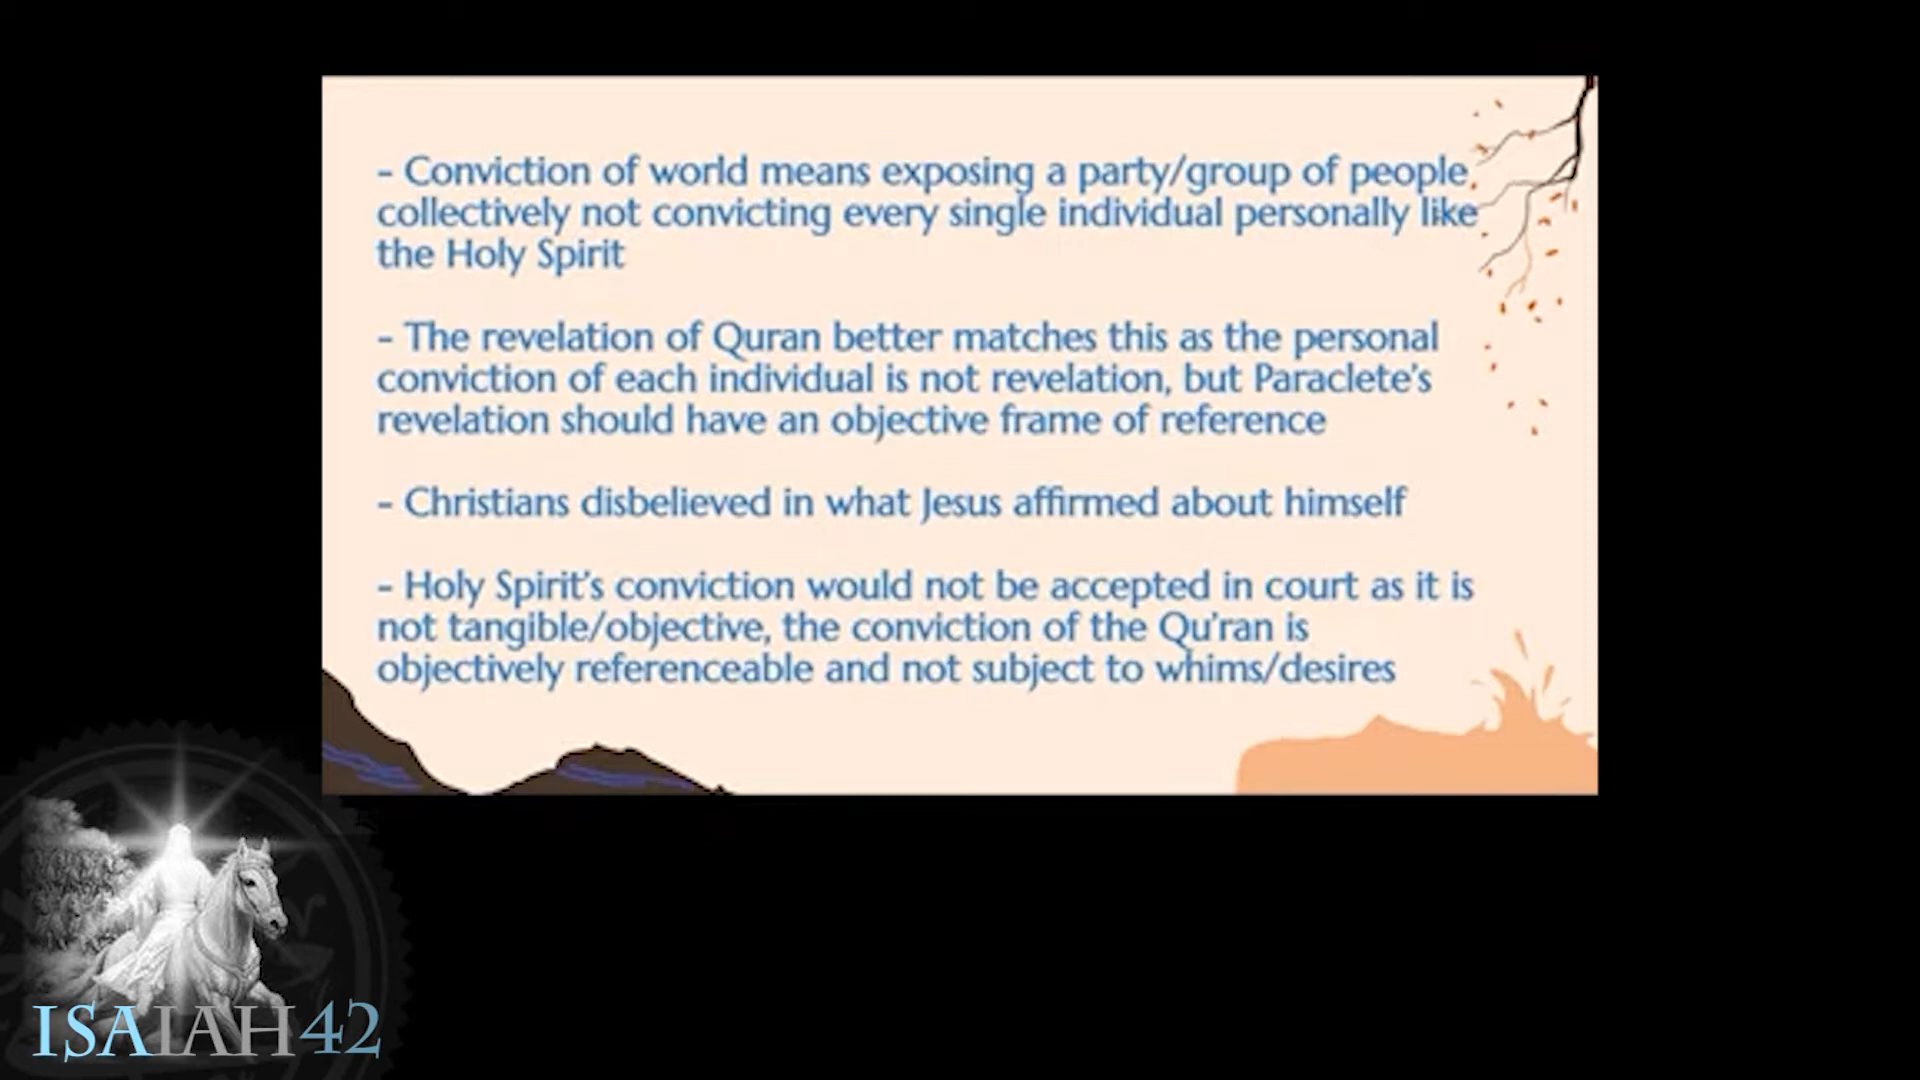 - Conviction of world means exposing a party/group of people
collectively not convicting every single individual personally like
the Holy Spirit
- The revelation of Quran better matches this as the personal
conviction of each individual is not revelation, but Paraclete's
revelation should have an objective frame of reference
- Christians disbelieved in what Jesus affirmed about himself
- Holy Spirit's conviction would not be accepted in court as it is
not tangible/objective, the conviction of the Qu'ran is
objectively referenceable and not subject to whims/desires
ISAIAH 42